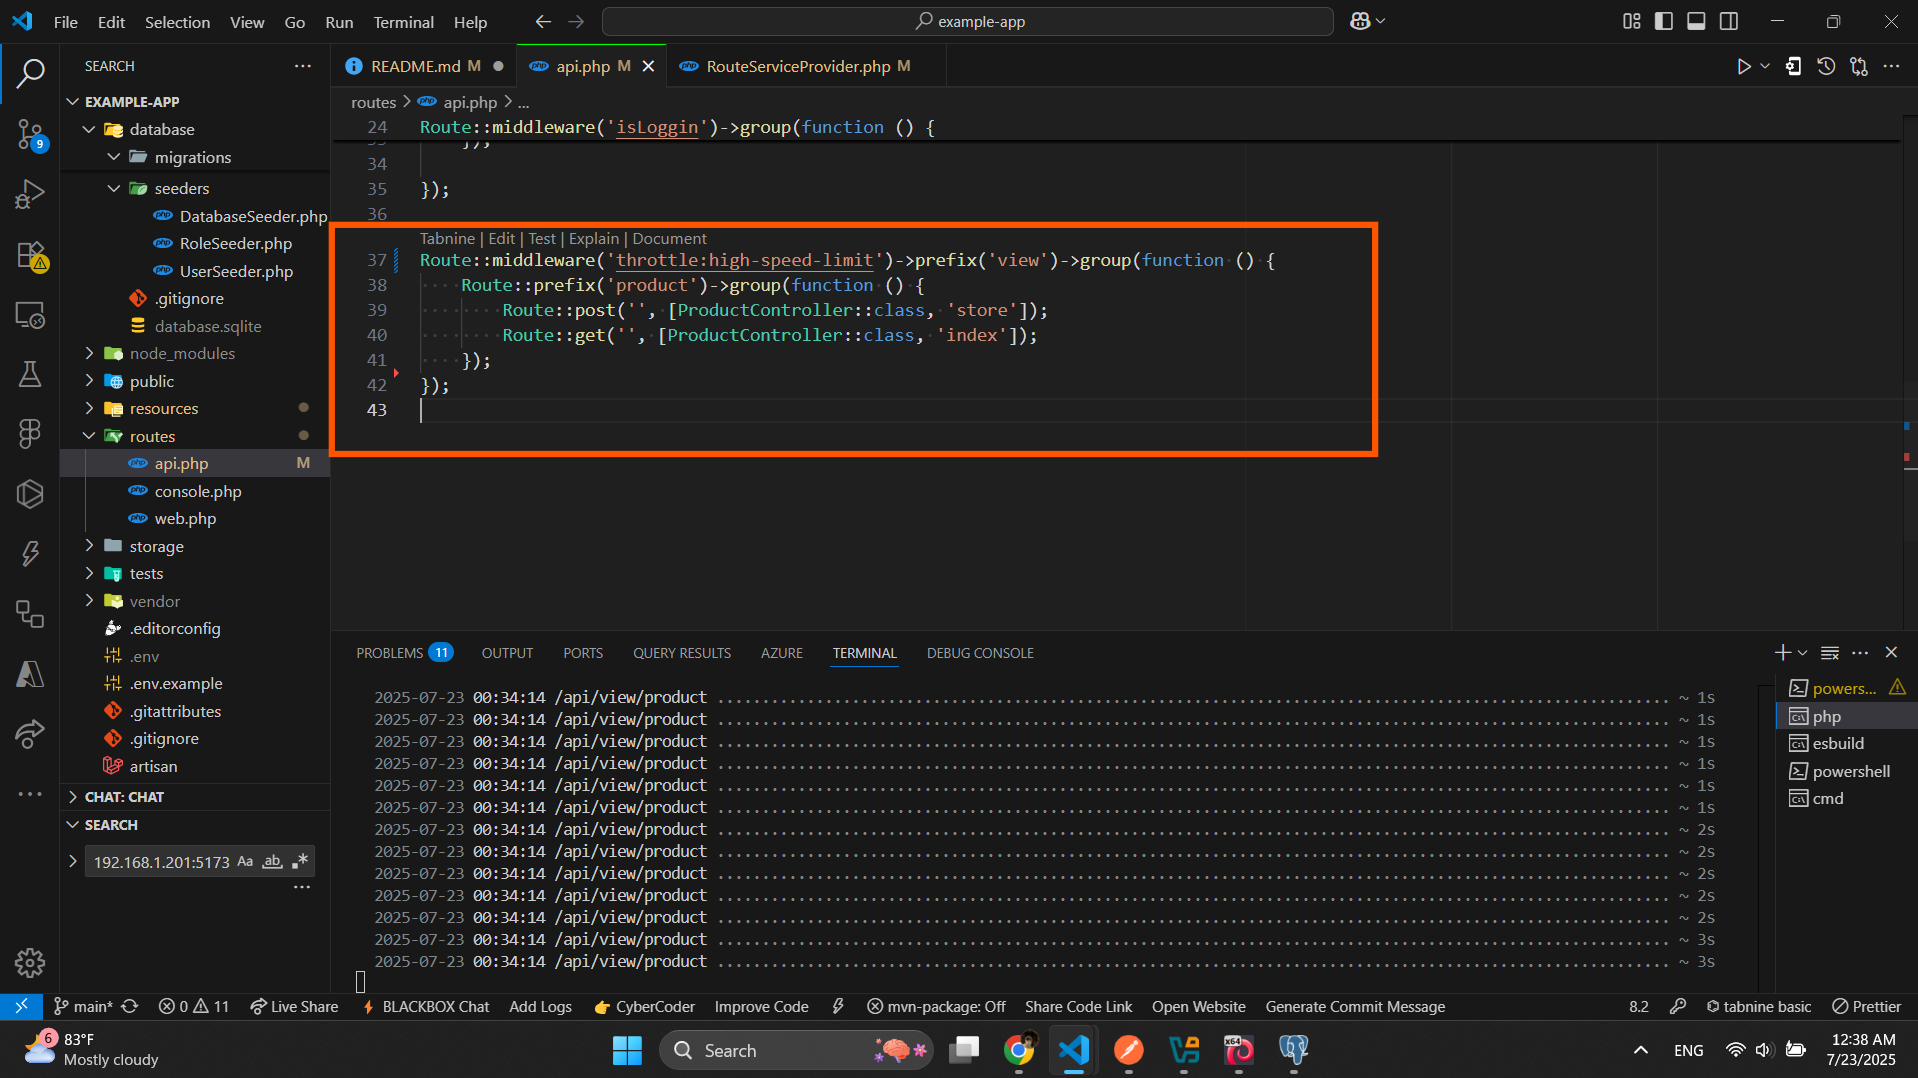 File Edit Selection View Go Run Terminal Help
example-app
SEARCH
EXAMPLE-APP
database
migrations
seeders
DatabaseSeeder.php
RoleSeeder.php
UserSeeder.php
.gitignore
database.sqlite
node_modules
public
resources
routes
api.php M
console.php
web.php
storage
tests
vendor
.editorconfig
.env
.env.example
.gitattributes
.gitignore
artisan
CHAT: CHAT
SEARCH
192.168.1.201:5173 Aa ab
9
README.md M
api.php M
RouteServiceProvider.php M
routes > api.php > ...
24 Route::middleware('isLoggin')->group(function () {
34
35 });
36
Tabnine | Edit | Test | Explain | Document
37 Route::middleware('throttle:high-speed-limit')->prefix('view')->group(function () {
38 Route::prefix('product')->group(function () {
39 Route::post('', [ProductController::class, 'store']);
40 Route::get('', [ProductController::class, 'index']);
41 });
42 });
43
PROBLEMS 11 OUTPUT PORTS QUERY RESULTS AZURE TERMINAL DEBUG CONSOLE
2025-07-23 00:34:14 /api/view/product ~ 1s
2025-07-23 00:34:14 /api/view/product ~ 1s
2025-07-23 00:34:14 /api/view/product ~ 1s
2025-07-23 00:34:14 /api/view/product ~ 1s
2025-07-23 00:34:14 /api/view/product ~ 1s
2025-07-23 00:34:14 /api/view/product ~ 1s
2025-07-23 00:34:14 /api/view/product ~ 2s
2025-07-23 00:34:14 /api/view/product ~ 2s
2025-07-23 00:34:14 /api/view/product ~ 2s
2025-07-23 00:34:14 /api/view/product ~ 2s
2025-07-23 00:34:14 /api/view/product ~ 2s
2025-07-23 00:34:14 /api/view/product ~ 3s
2025-07-23 00:34:14 /api/view/product ~ 3s
powers...
php
esbuild
powershell
cmd
main* 0 11 Live Share BLACKBOX Chat Add Logs CyberCoder Improve Code mvn-package: Off Share Code Link Open Website Generate Commit Message 8.2 tabnine basic Prettier
6
83°F
Mostly cloudy
Search
x64
ENG
12:38 AM
7/23/2025